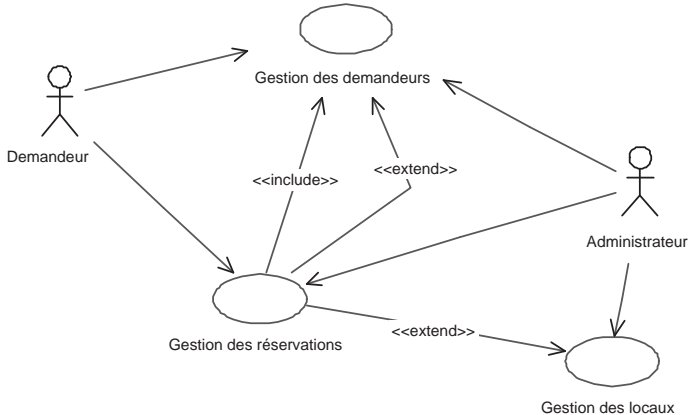 Gestion des demandeurs
Demandeur
<<include>>
<<extend>>
Administrateur
Gestion des réservations
<<extend>>
Gestion des locaux